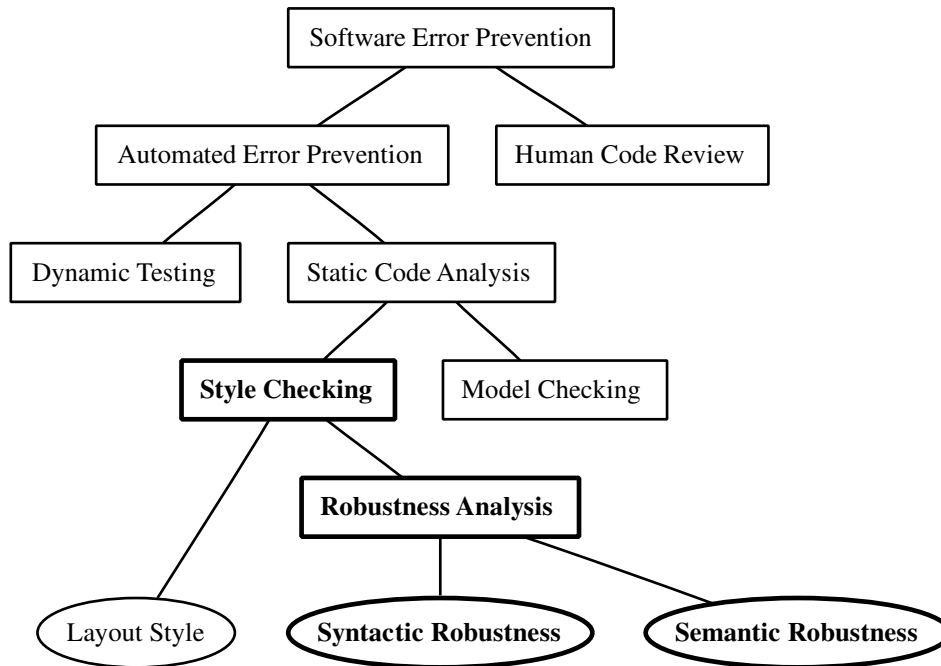 Software Error Prevention
Automated Error Prevention
Human Code Review
Dynamic Testing
Static Code Analysis
Style Checking
Model Checking
Robustness Analysis
Layout Style
Syntactic Robustness
Semantic Robustness